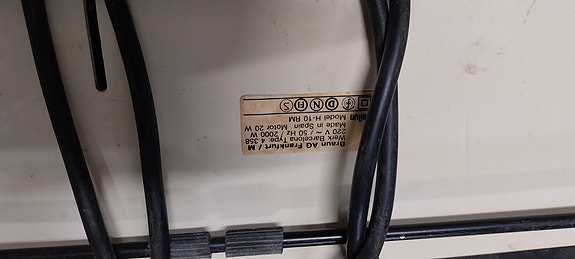 Braun AG Frankfurt / M
Werk Barcelona Type: 4 358
220 V ~ / 50 Hz / 2000 W
Made in Spain Motor 20 W
Model H-10 RM
D N
S